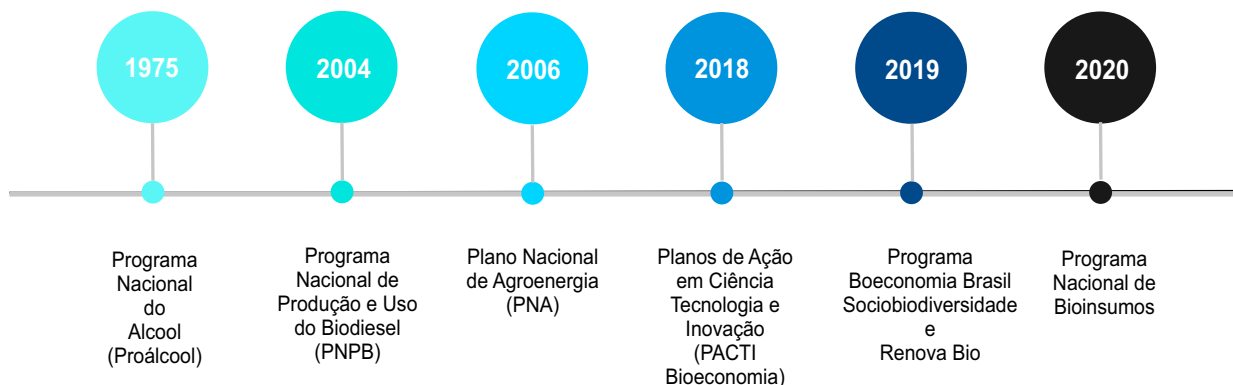 1975
2004
2006
2018
2019
2020
Programa
Nacional
do
Alcool
(Proálcool)
Programa
Nacional de
Produção e Uso
do Biodiesel
(PNPB)
Plano Nacional
de Agroenergia
(PNA)
Planos de Ação
em Ciência
Tecnologia e
Inovação
(PACTI
Bioeconomia)
Programa
Boeconomia Brasil
Sociobiodiversidade
e
Renova Bio
Programa
Nacional de
Bioinsumos